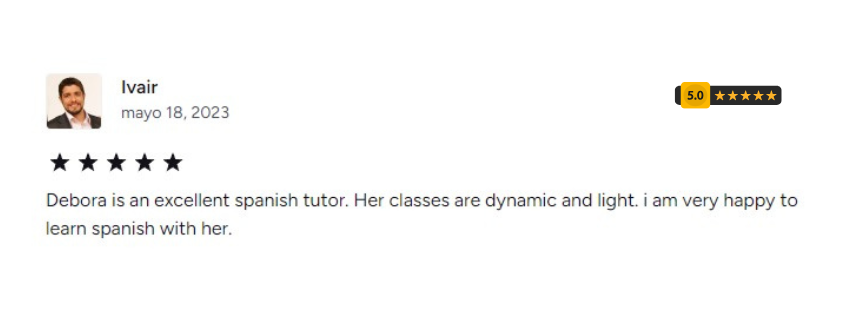 Ivair
mayo 18, 2023
5.0
Debora is an excellent spanish tutor. Her classes are dynamic and light. i am very happy to
learn spanish with her.